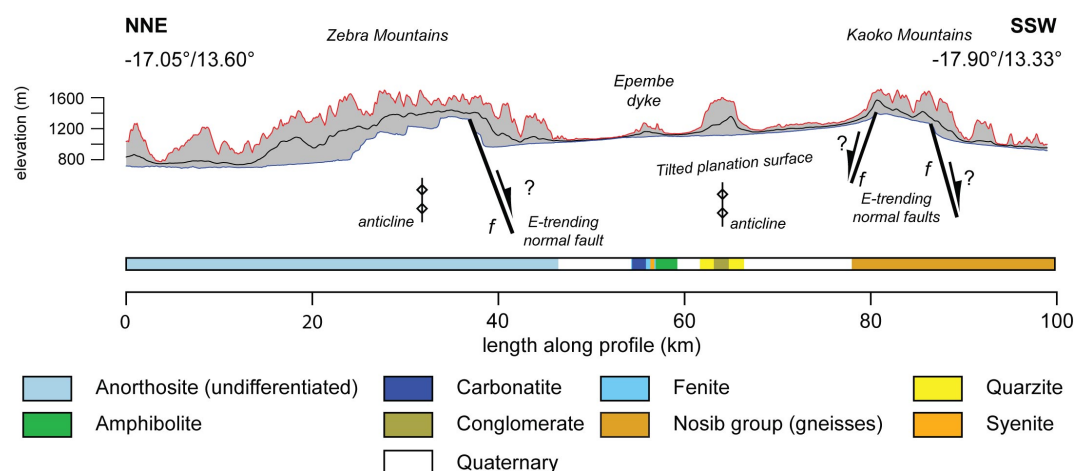 NNE
SSW
Zebra Mountains
Kaoko Mountains
-17.05°/13.60°
-17.90°/13.33°
Epembe
dyke
elevation (m)
1600
1200
800
?
f
anticline
E-trending
normal fault
Tilted planation surface
anticline
?
f
f
?
E-trending
normal faults
0
20
40
60
80
100
length along profile (km)
Anorthosite (undifferentiated)
Carbonatite
Fenite
Quarzite
Amphibolite
Conglomerate
Nosib group (gneisses)
Syenite
Quaternary